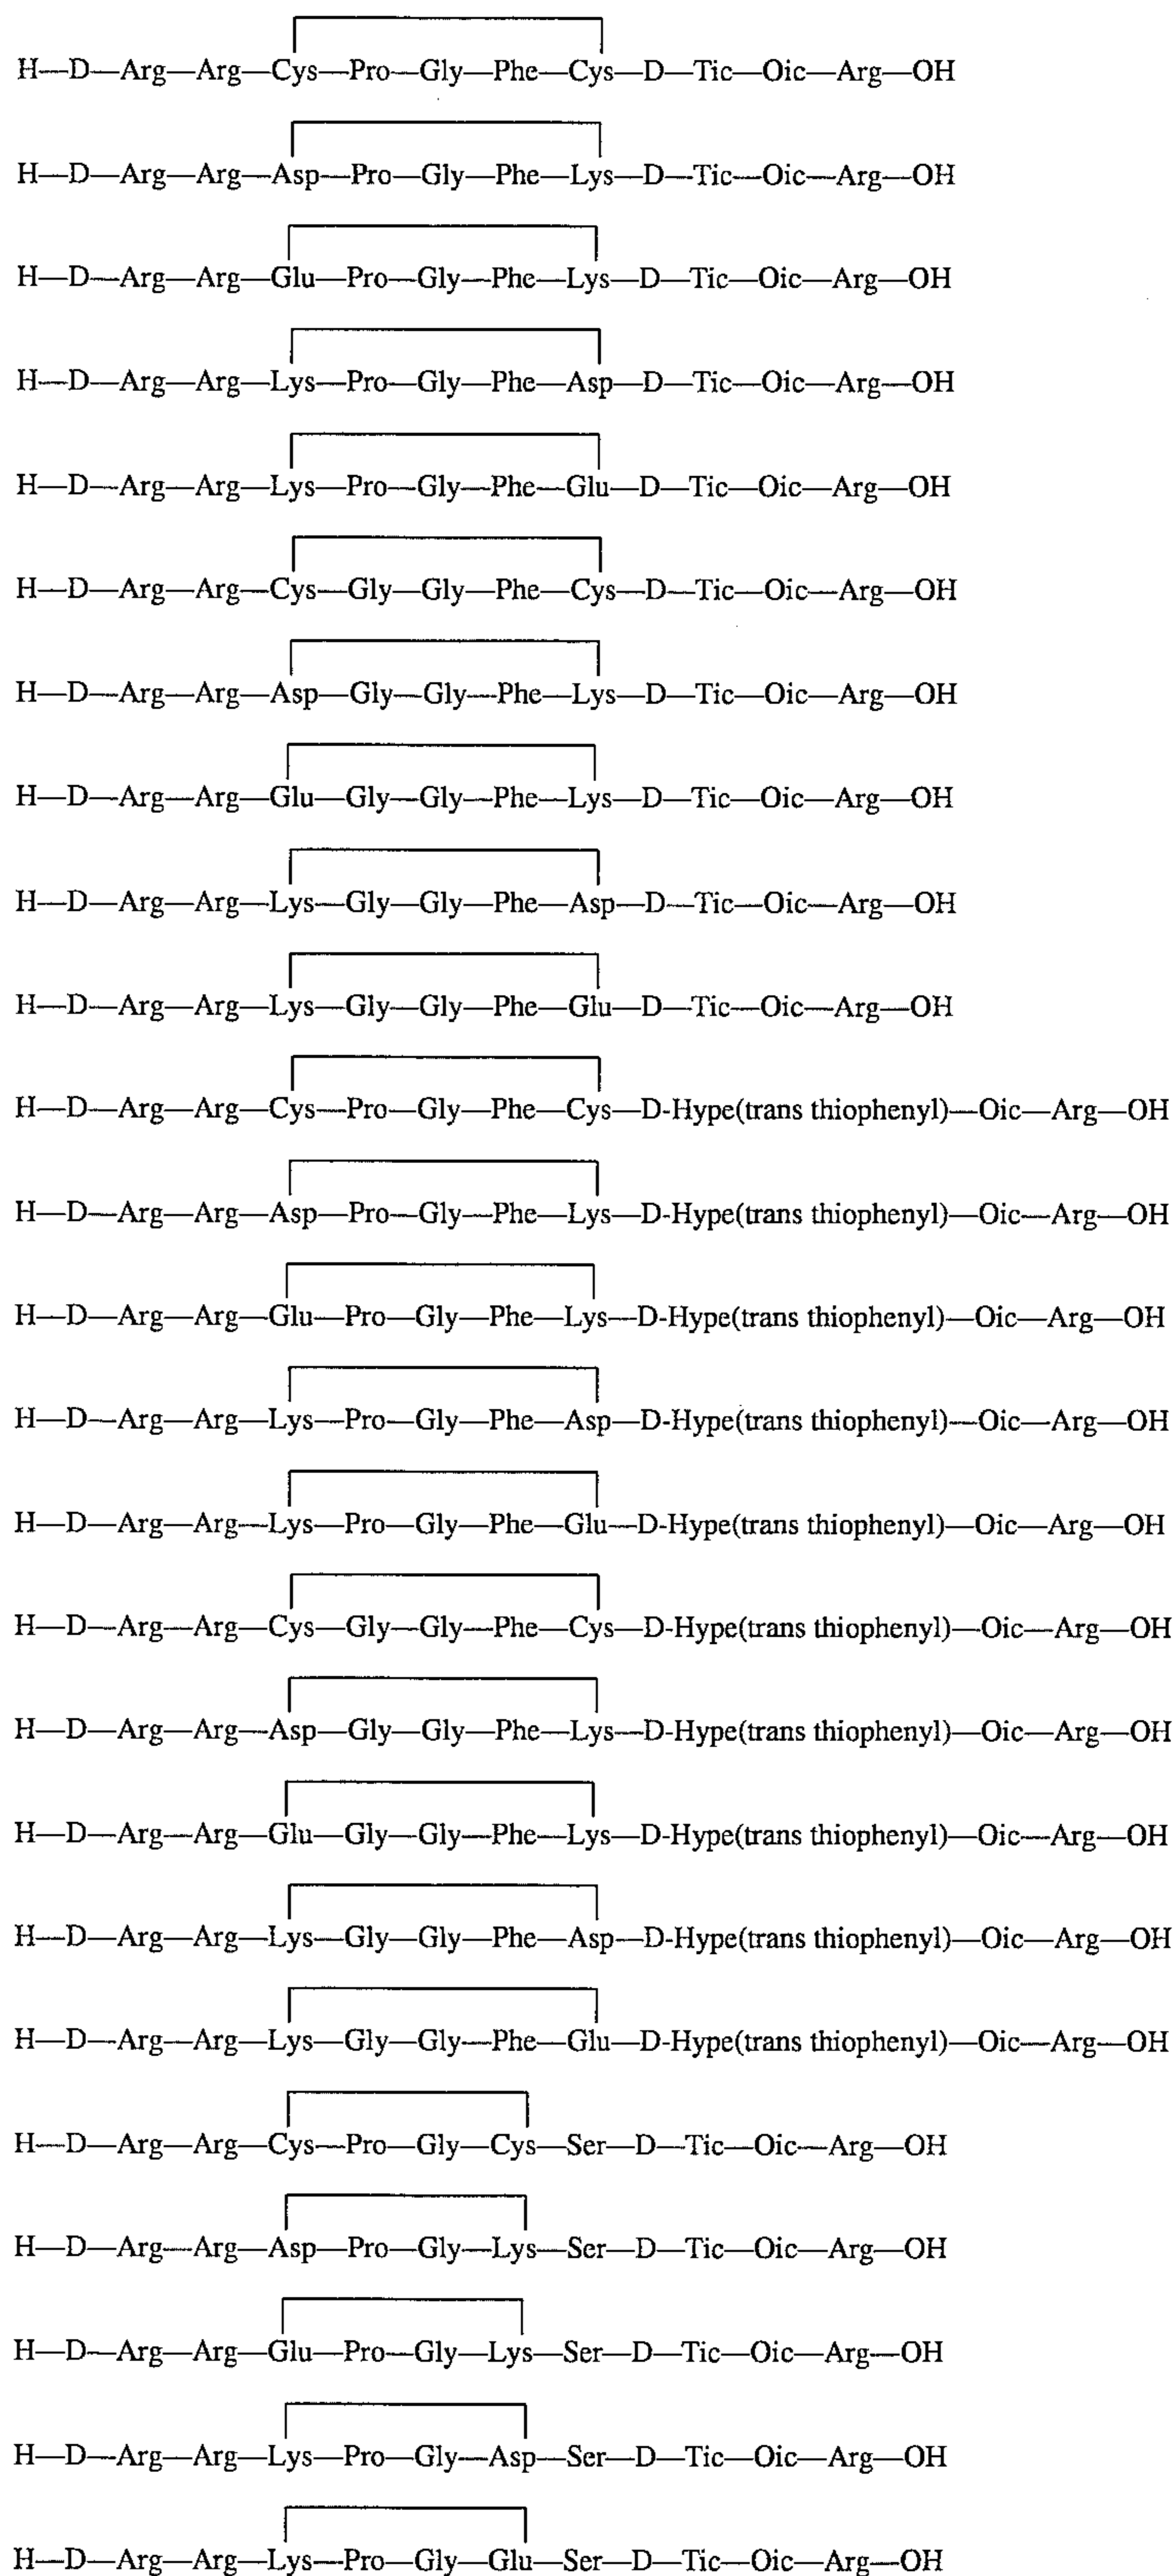 H—D—Arg—Arg—Cys—Pro—Gly—Phe—Cys—D—Tic—Oic—Arg—OH
H—D—Arg—Arg—Asp—Pro—Gly—Phe—Lys—D—Tic—Oic—Arg—OH
H—D—Arg—Arg—Glu—Pro—Gly—Phe—Lys—D—Tic—Oic—Arg—OH
H—D—Arg—Arg—Lys—Pro—Gly—Phe—Asp—D—Tic—Oic—Arg—OH
H—D—Arg—Arg—Lys—Pro—Gly—Phe—Glu—D—Tic—Oic—Arg—OH
H—D—Arg—Arg—Cys—Gly—Gly—Phe—Cys—D—Tic—Oic—Arg—OH
H—D—Arg—Arg—Asp—Gly—Gly—Phe—Lys—D—Tic—Oic—Arg—OH
H—D—Arg—Arg—Glu—Gly—Gly—Phe—Lys—D—Tic—Oic—Arg—OH
H—D—Arg—Arg—Lys—Gly—Gly—Phe—Asp—D—Tic—Oic—Arg—OH
H—D—Arg—Arg—Lys—Gly—Gly—Phe—Glu—D—Tic—Oic—Arg—OH
H—D—Arg—Arg—Cys—Pro—Gly—Phe—Cys—D-Hype(trans thiophenyl)—Oic—Arg—OH
H—D—Arg—Arg—Asp—Pro—Gly—Phe—Lys—D-Hype(trans thiophenyl)—Oic—Arg—OH
H—D—Arg—Arg—Glu—Pro—Gly—Phe—Lys—D-Hype(trans thiophenyl)—Oic—Arg—OH
H—D—Arg—Arg—Lys—Pro—Gly—Phe—Asp—D-Hype(trans thiophenyl)—Oic—Arg—OH
H—D—Arg—Arg—Lys—Pro—Gly—Phe—Glu—D-Hype(trans thiophenyl)—Oic—Arg—OH
H—D—Arg—Arg—Cys—Gly—Gly—Phe—Cys—D-Hype(trans thiophenyl)—Oic—Arg—OH
H—D—Arg—Arg—Asp—Gly—Gly—Phe—Lys—D-Hype(trans thiophenyl)—Oic—Arg—OH
H—D—Arg—Arg—Glu—Gly—Gly—Phe—Lys—D-Hype(trans thiophenyl)—Oic—Arg—OH
H—D—Arg—Arg—Lys—Gly—Gly—Phe—Asp—D-Hype(trans thiophenyl)—Oic—Arg—OH
H—D—Arg—Arg—Lys—Gly—Gly—Phe—Glu—D-Hype(trans thiophenyl)—Oic—Arg—OH
H—D—Arg—Arg—Cys—Pro—Gly—Cys—Ser—D—Tic—Oic—Arg—OH
H—D—Arg—Arg—Asp—Pro—Gly—Lys—Ser—D—Tic—Oic—Arg—OH
H—D—Arg—Arg—Glu—Pro—Gly—Lys—Ser—D—Tic—Oic—Arg—OH
H—D—Arg—Arg—Lys—Pro—Gly—Asp—Ser—D—Tic—Oic—Arg—OH
H—D—Arg—Arg—Lys—Pro—Gly—Glu—Ser—D—Tic—Oic—Arg—OH